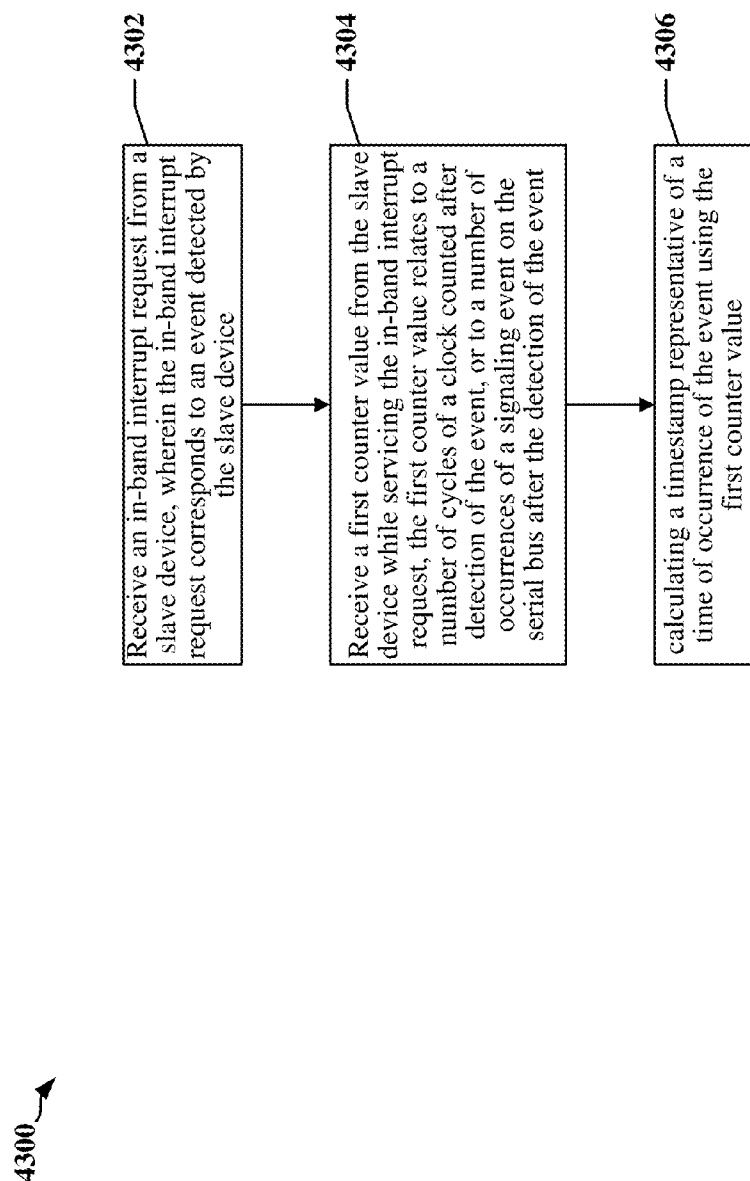 4300
4302
Receive an in-band interrupt request from a
slave device, wherein the in-band interrupt
request corresponds to an event detected by
the slave device
4304
Receive a first counter value from the slave
device while servicing the in-band interrupt
request, the first counter value relates to a
number of cycles of a clock counted after
detection of the event, or to a number of
occurrences of a signaling event on the
serial bus after the detection of the event
4306
calculating a timestamp representative of a
time of occurrence of the event using the
first counter value